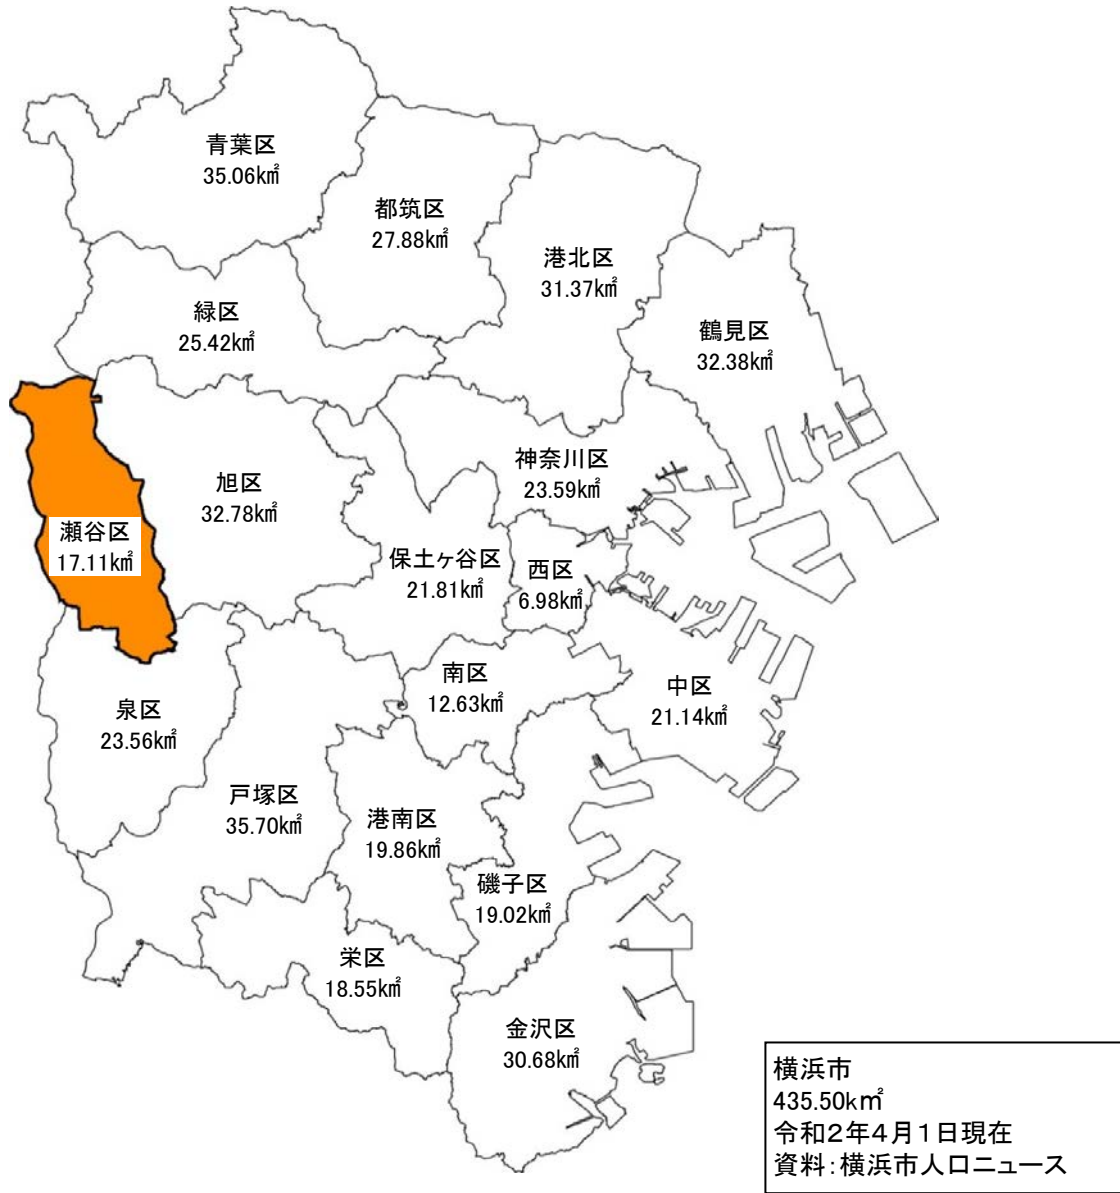 青葉区
35.06k㎡
都筑区
27.88k㎡
港北区
31.37k㎡
緑区
25.42k㎡
鶴見区
32.38k㎡
神奈川区
23.59k㎡
旭区
32.78k㎡
瀬谷区
17.11k㎡
保土ヶ谷区
21.81k㎡
西区
6.98k㎡
南区
12.63k㎡
中区
21.14k㎡
泉区
23.56k㎡
戸塚区
35.70k㎡
港南区
19.86k㎡
磯子区
19.02k㎡
栄区
18.55k㎡
金沢区
30.68k㎡
横浜市
435.50k㎡
令和2年4月1日現在
資料:横浜市人口ニュース